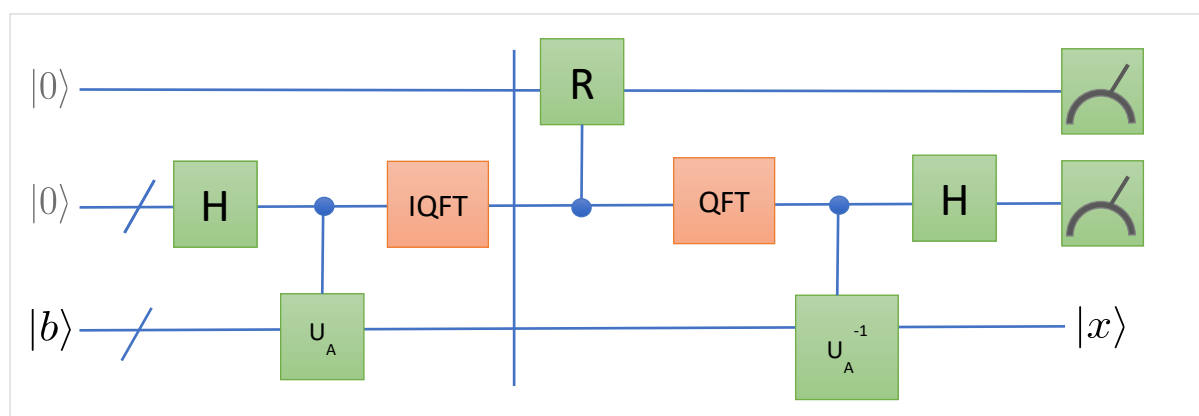 |0⟩ R
|0⟩ H IQFT QFT H
|b⟩ U_A U_A^-1 |x⟩